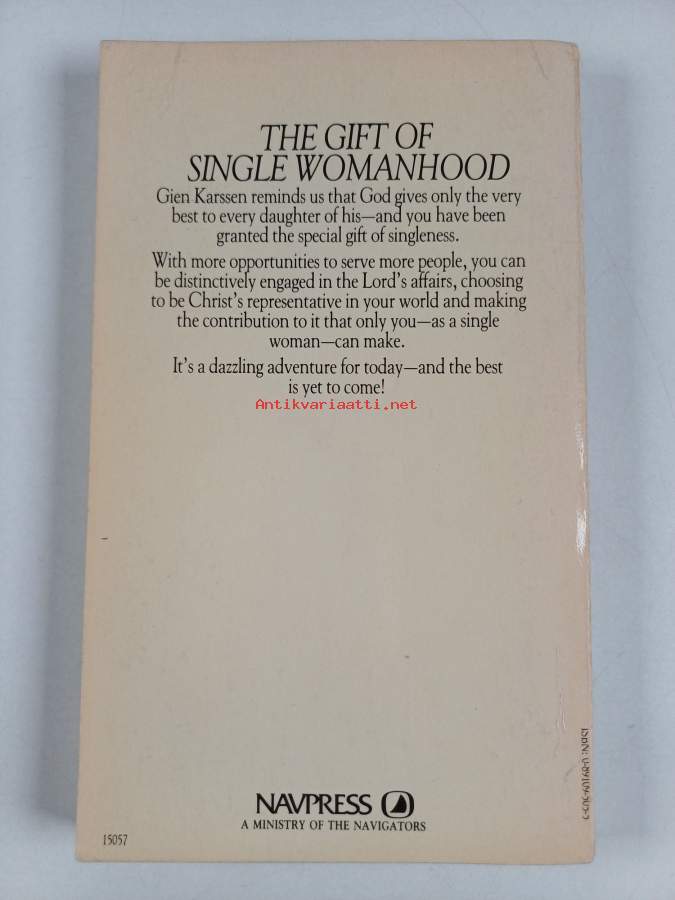 THE GIFT OF
SINGLE WOMANHOOD
Gien Karssen reminds us that God gives only the very
best to every daughter of his—and you have been
granted the special gift of singleness.
With more opportunities to serve more people, you can
be distinctively engaged in the Lord's affairs, choosing
to be Christ's representative in your world and making
the contribution to it that only you—as a single
woman—can make.
It's a dazzling adventure for today—and the best
is yet to come!
Antikvariaatti.net
NAVPRESS
A MINISTRY OF THE NAVIGATORS
15057